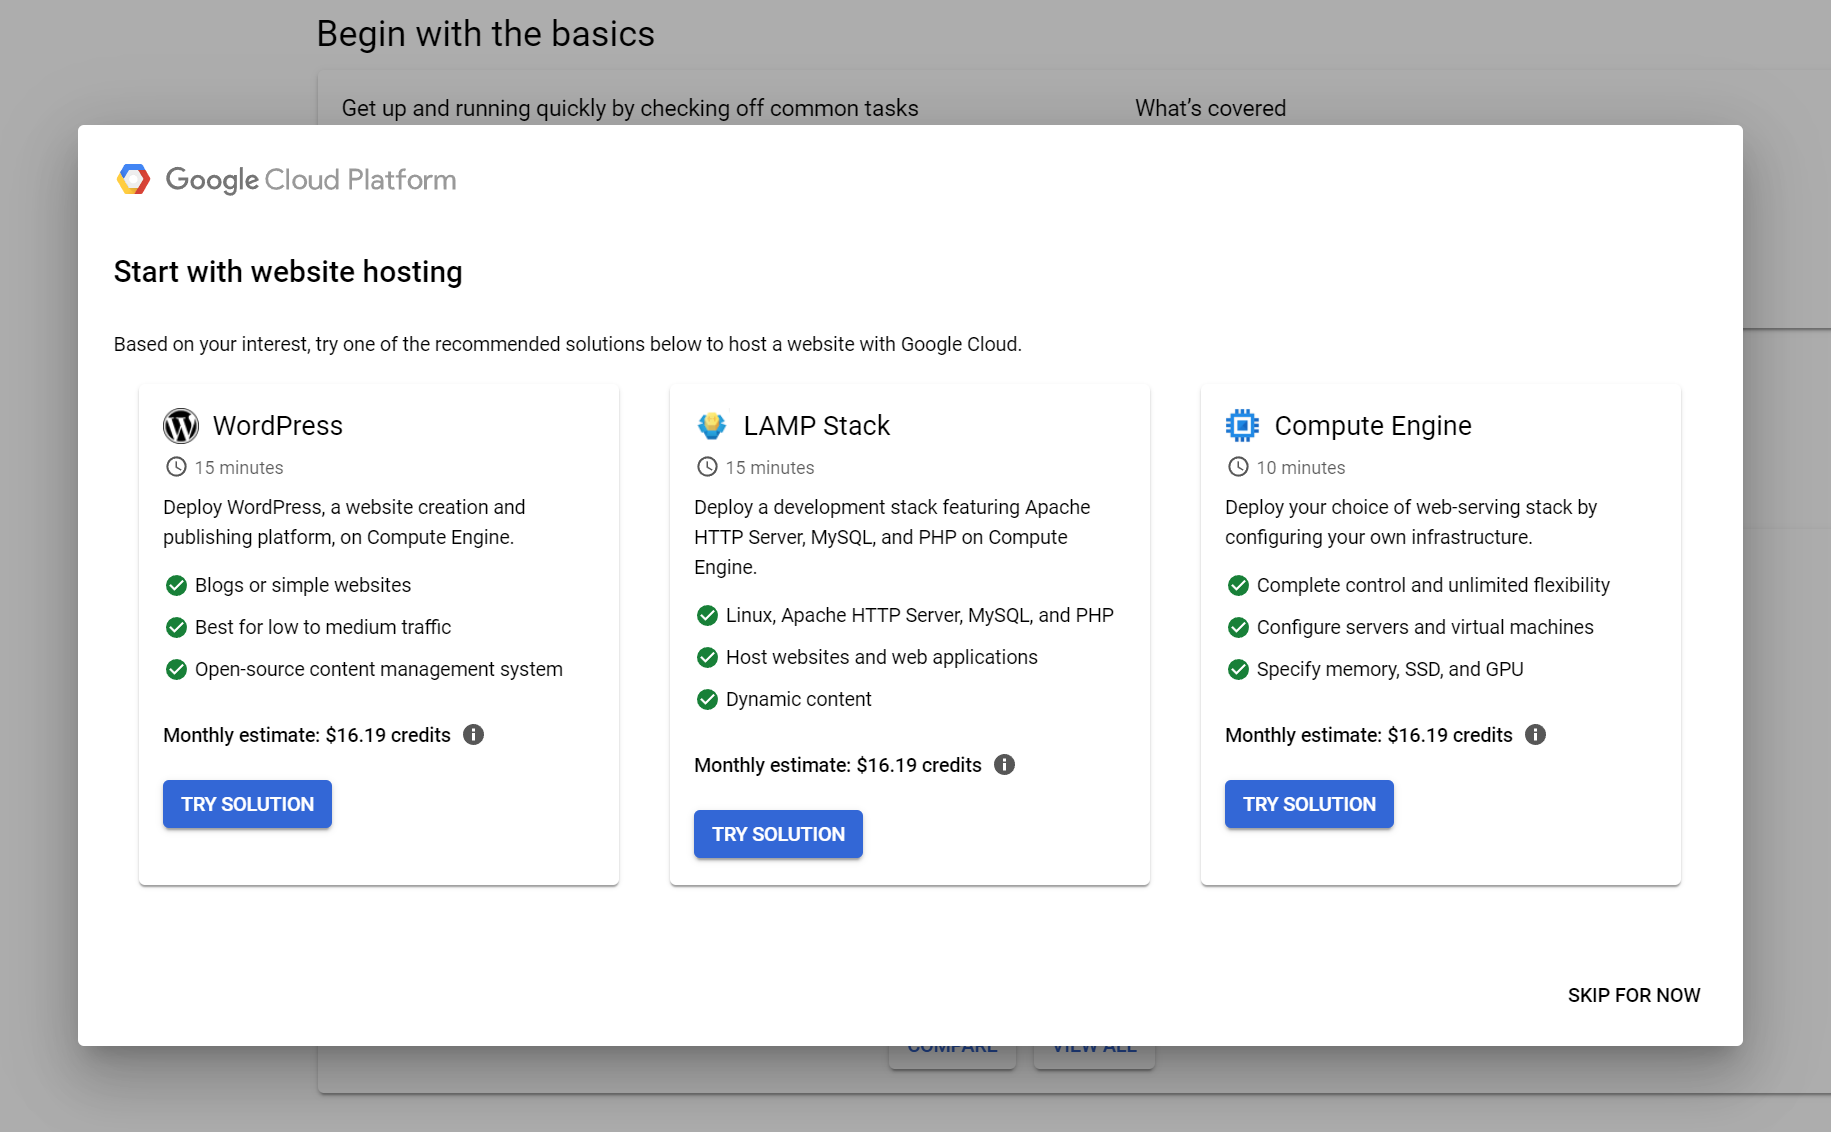 Begin with the basics
Get up and running quickly by checking off common tasks
What's covered
Google Cloud Platform
Start with website hosting
Based on your interest, try one of the recommended solutions below to host a website with Google Cloud.
WordPress
15 minutes
Deploy WordPress, a website creation and
publishing platform, on Compute Engine.
Blogs or simple websites
Best for low to medium traffic
Open-source content management system
Monthly estimate: $16.19 credits
TRY SOLUTION
LAMP Stack
15 minutes
Deploy a development stack featuring Apache
HTTP Server, MySQL, and PHP on Compute
Engine.
Linux, Apache HTTP Server, MySQL, and PHP
Host websites and web applications
Dynamic content
Monthly estimate: $16.19 credits
TRY SOLUTION
Compute Engine
10 minutes
Deploy your choice of web-serving stack by
configuring your own infrastructure.
Complete control and unlimited flexibility
Configure servers and virtual machines
Specify memory, SSD, and GPU
Monthly estimate: $16.19 credits
TRY SOLUTION
SKIP FOR NOW
COMPARE
VIEW ALL